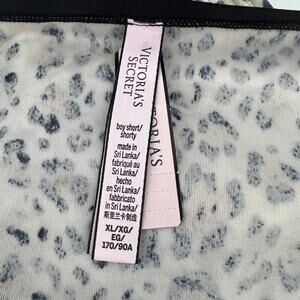 VICTORIA'S
SECRET
boy short/
shorty
made in
Sri Lanka/
fabriqué au
Sri Lanka/
hecho
en Sri Lanka/
fabbricato
in Sri Lanka/
斯里兰卡制造
XL/XG/
EG/
170/90A
TORIA'S